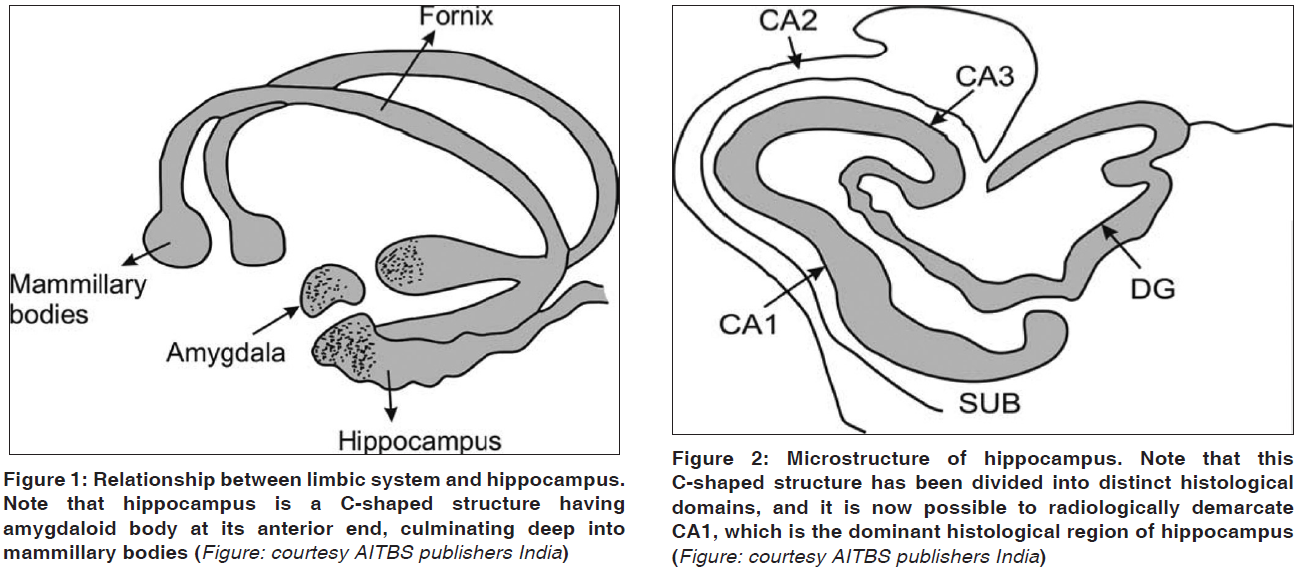 Fornix
Mammillary
bodies
Amygdala
Hippocampus
Figure 1: Relationship between limbic system and hippocampus.
Note that hippocampus is a C-shaped structure having
amygdaloid body at its anterior end, culminating deep into
mammillary bodies (Figure: courtesy AITBS publishers India)
CA2
CA3
CA1
DG
SUB
Figure 2: Microstructure of hippocampus. Note that this
C-shaped structure has been divided into distinct histological
domains, and it is now possible to radiologically demarcate
CA1, which is the dominant histological region of hippocampus
(Figure: courtesy AITBS publishers India)